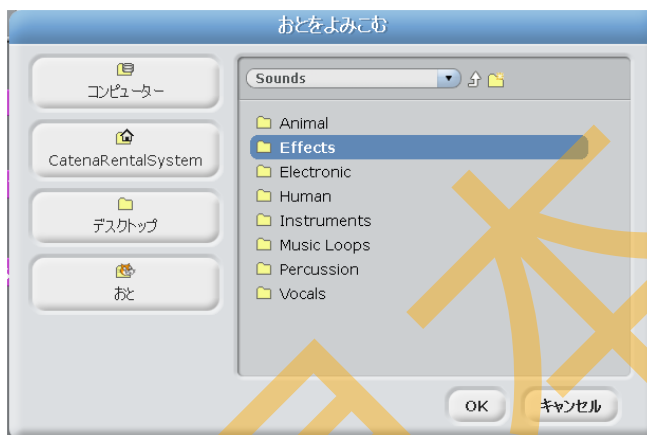 おとをよみこむ
コンピューター
CatenaRentalSystem
デスクトップ
おと
Sounds
Animal
Effects
Electronic
Human
Instruments
Music Loops
Percussion
Vocals
OK
キャンセル